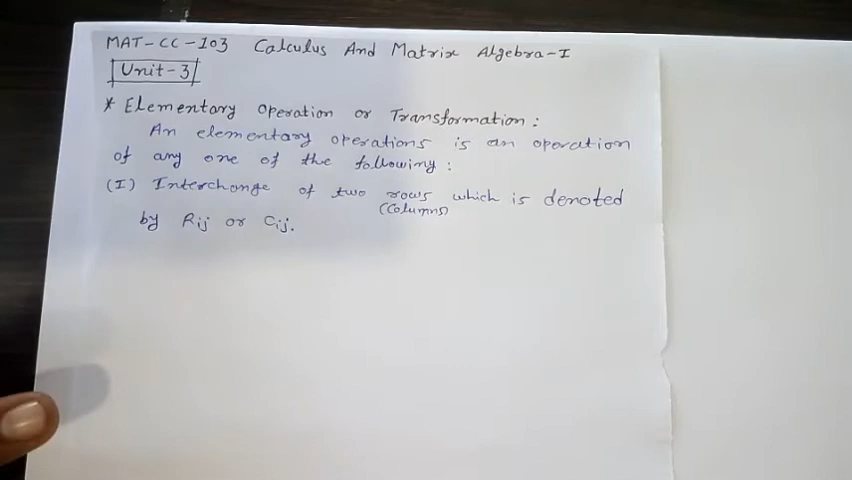 MAT-CC-103 Calculus And Matrix Algebra-I
Unit-3
* Elementary Operation or Transformation:
An elementary operations is an operation
of any one of the following:
(I) Interchange of two rows which is denoted
(Columns)
by Rij or Cij.